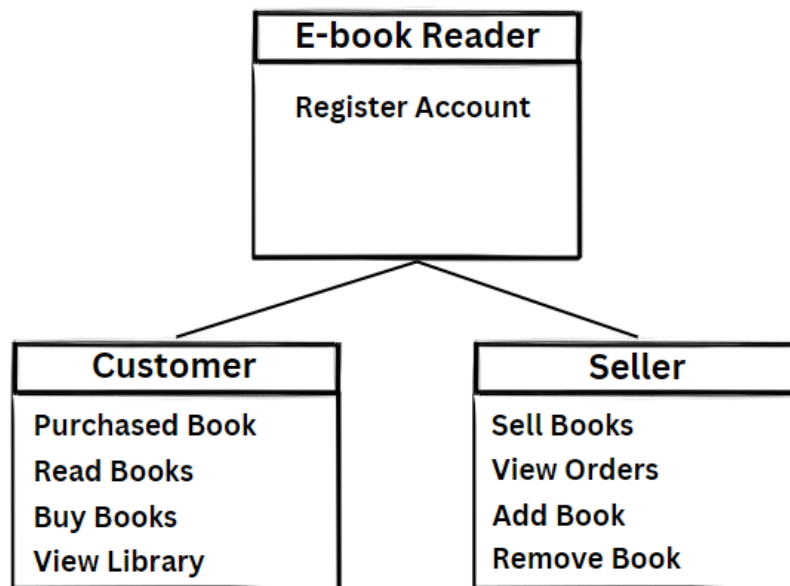 E-book Reader
Register Account
Customer
Purchased Book
Read Books
Buy Books
View Library
Seller
Sell Books
View Orders
Add Book
Remove Book